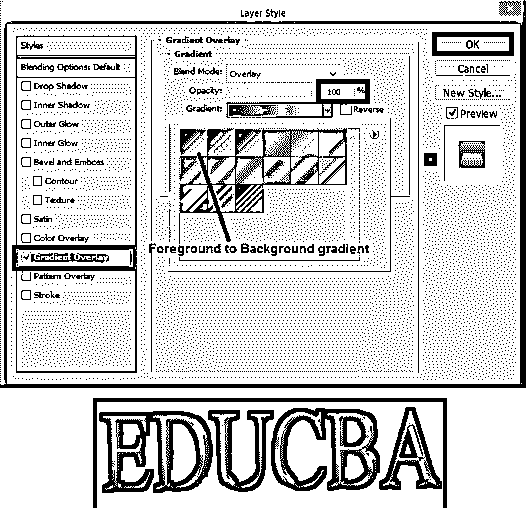 Layer Style
Styles
Blending Options: Default
Drop Shadow
Inner Shadow
Outer Glow
Inner Glow
Bevel and Emboss
Contour
Texture
Satin
Color Overlay
Gradient Overlay
Pattern Overlay
Stroke
Gradient Overlay
Gradient
Blend Mode: Overlay
Opacity: 100 %
Gradient: Reverse
Foreground to Background gradient
OK
Cancel
New Style...
Preview
EDUCBA